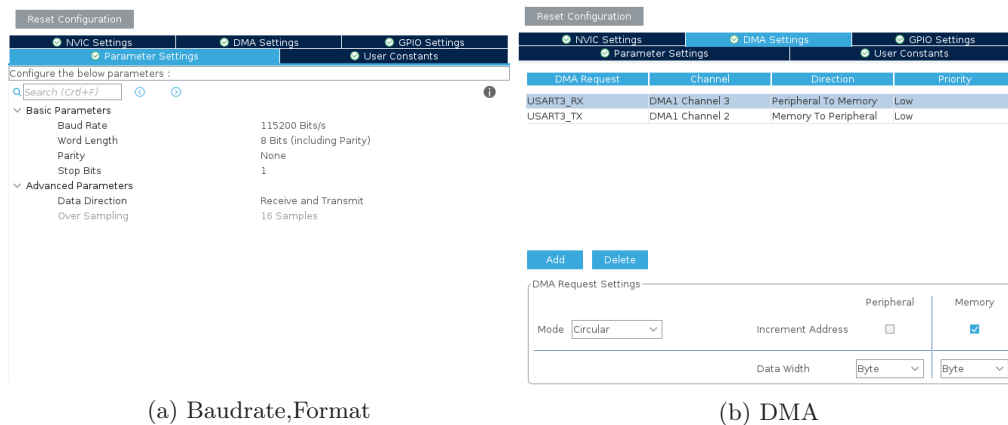 Reset Configuration
NVIC Settings DMA Settings GPIO Settings
Parameter Settings User Constants
Configure the below parameters :
Search (Crtl+F)
Basic Parameters
Baud Rate 115200 Bits/s
Word Length 8 Bits (including Parity)
Parity None
Stop Bits 1
Advanced Parameters
Data Direction Receive and Transmit
Over Sampling 16 Samples
(a) Baudrate,Format
Reset Configuration
NVIC Settings DMA Settings GPIO Settings
Parameter Settings User Constants
DMA Request Channel Direction Priority
USART3_RX DMA1 Channel 3 Peripheral To Memory Low
USART3_TX DMA1 Channel 2 Memory To Peripheral Low
Add Delete
DMA Request Settings
Peripheral Memory
Mode Circular Increment Address
Data Width Byte Byte
(b) DMA